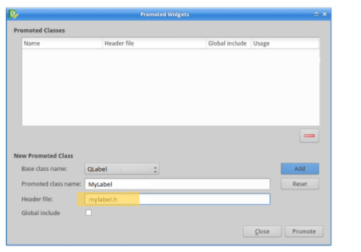 Promoted Widgets
Promoted Classes
Name Header file Global include Usage
New Promoted Class
Base class name: QLabel Add
Promoted class name: MyLabel Reset
Header file: mylabel.h
Global include
Close Promote